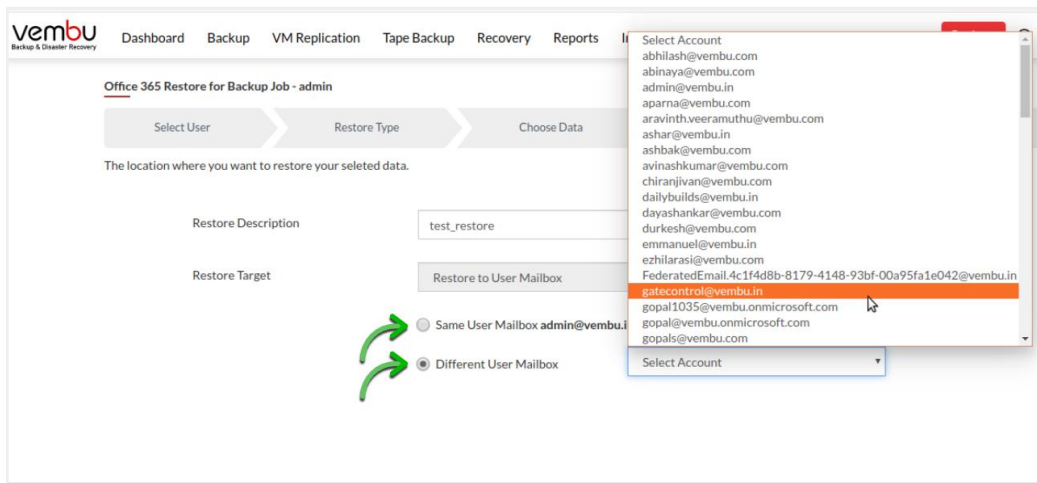 vembu
Backup & Disaster Recovery
Dashboard Backup VM Replication Tape Backup Recovery Reports
Office 365 Restore for Backup Job - admin
Select User Restore Type Choose Data
The location where you want to restore your seleted data.
Restore Description test_restore
Restore Target Restore to User Mailbox
Same User Mailbox admin@vembu.i
Different User Mailbox Select Account
Select Account
abhilash@vembu.com
abinaya@vembu.com
admin@vembu.in
aparna@vembu.com
aravinth.veeramuthu@vembu.com
ashar@vembu.in
ashbak@vembu.com
avinashkumar@vembu.com
chiranjivan@vembu.com
dailybuilds@vembu.in
dayashankar@vembu.com
durkesh@vembu.com
emmanuel@vembu.in
ezhilarasi@vembu.com
FederatedEmail.4c1f4d8b-8179-4148-93bf-00a95fa1e042@vembu.in
gatecontrol@vembu.in
gopal1035@vembu.onmicrosoft.com
gopal@vembu.onmicrosoft.com
gopals@vembu.com